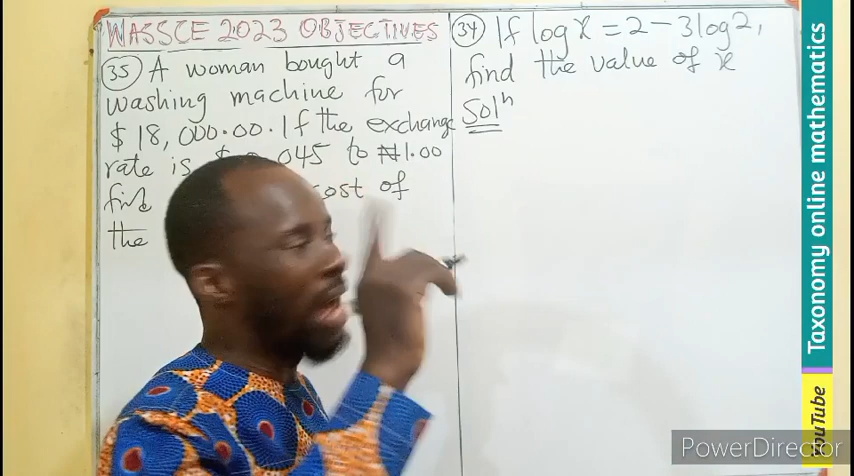 WASSCE 2023 OBJECTIVES
35 A woman bought a
washing machine for
$ 18,000.00. If the exchange
rate is $ 045 to ₦1.00
find cost of
the
34 If log x = 2 - 3log2,
find the value of x
Solⁿ
Taxonomy online mathematics
YouTube
PowerDirector